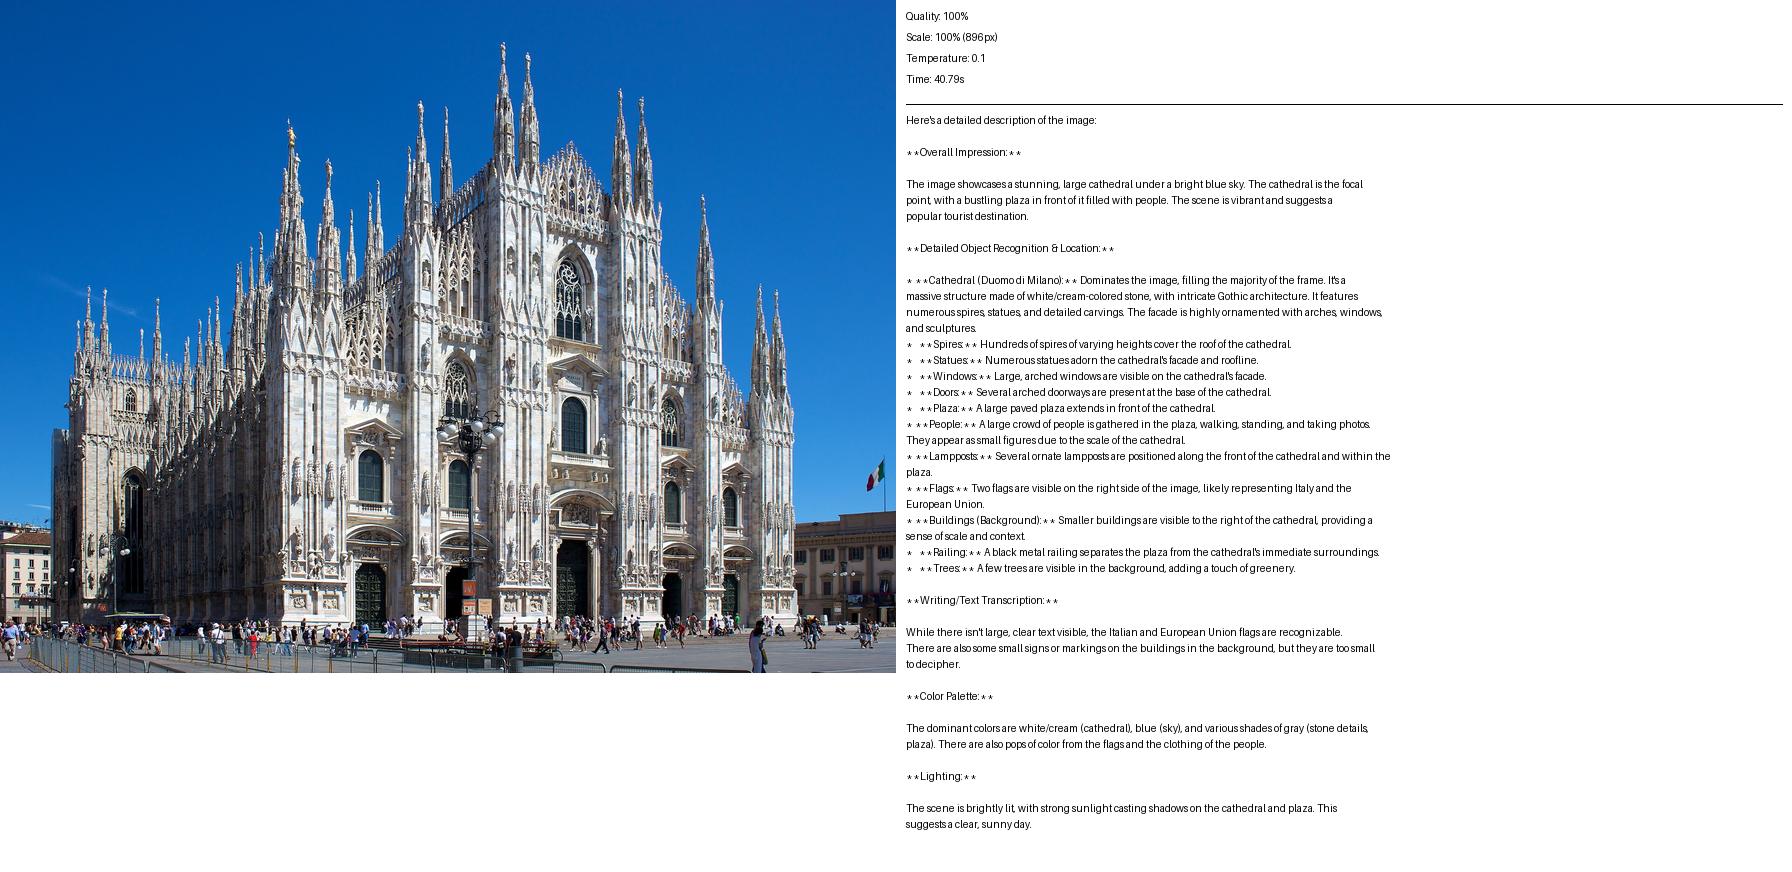 Quality: 100%
Scale: 100% (896px)
Temperature: 0.1
Time: 40.79s
Here's a detailed description of the image:
**Overall Impression:**
The image showcases a stunning, large cathedral under a bright blue sky. The cathedral is the focal
point, with a bustling plaza in front of it filled with people. The scene is vibrant and suggests a
popular tourist destination.
**Detailed Object Recognition & Location:**
* **Cathedral (Duomo di Milano):** Dominates the image, filling the majority of the frame. It's a
massive structure made of white/cream-colored stone, with intricate Gothic architecture. It features
numerous spires, statues, and detailed carvings. The facade is highly ornamented with arches, windows,
and sculptures.
* **Spires:** Hundreds of spires of varying heights cover the roof of the cathedral.
* **Statues:** Numerous statues adorn the cathedral's facade and roofline.
* **Windows:** Large, arched windows are visible on the cathedral's facade.
* **Doors:** Several arched doorways are present at the base of the cathedral.
* **Plaza:** A large paved plaza extends in front of the cathedral.
* **People:** A large crowd of people is gathered in the plaza, walking, standing, and taking photos.
They appear as small figures due to the scale of the cathedral.
* **Lampposts:** Several ornate lampposts are positioned along the front of the cathedral and within the
plaza.
* **Flags:** Two flags are visible on the right side of the image, likely representing Italy and the
European Union.
* **Buildings (Background):** Smaller buildings are visible to the right of the cathedral, providing a
sense of scale and context.
* **Railing:** A black metal railing separates the plaza from the cathedral's immediate surroundings.
* **Trees:** A few trees are visible in the background, adding a touch of greenery.
**Writing/Text Transcription:**
While there isn't large, clear text visible, the Italian and European Union flags are recognizable.
There are also some small signs or markings on the buildings in the background, but they are too small
to decipher.
**Color Palette:**
The dominant colors are white/cream (cathedral), blue (sky), and various shades of gray (stone details,
plaza). There are also pops of color from the flags and the clothing of the people.
**Lighting:**
The scene is brightly lit, with strong sunlight casting shadows on the cathedral and plaza. This
suggests a clear, sunny day.